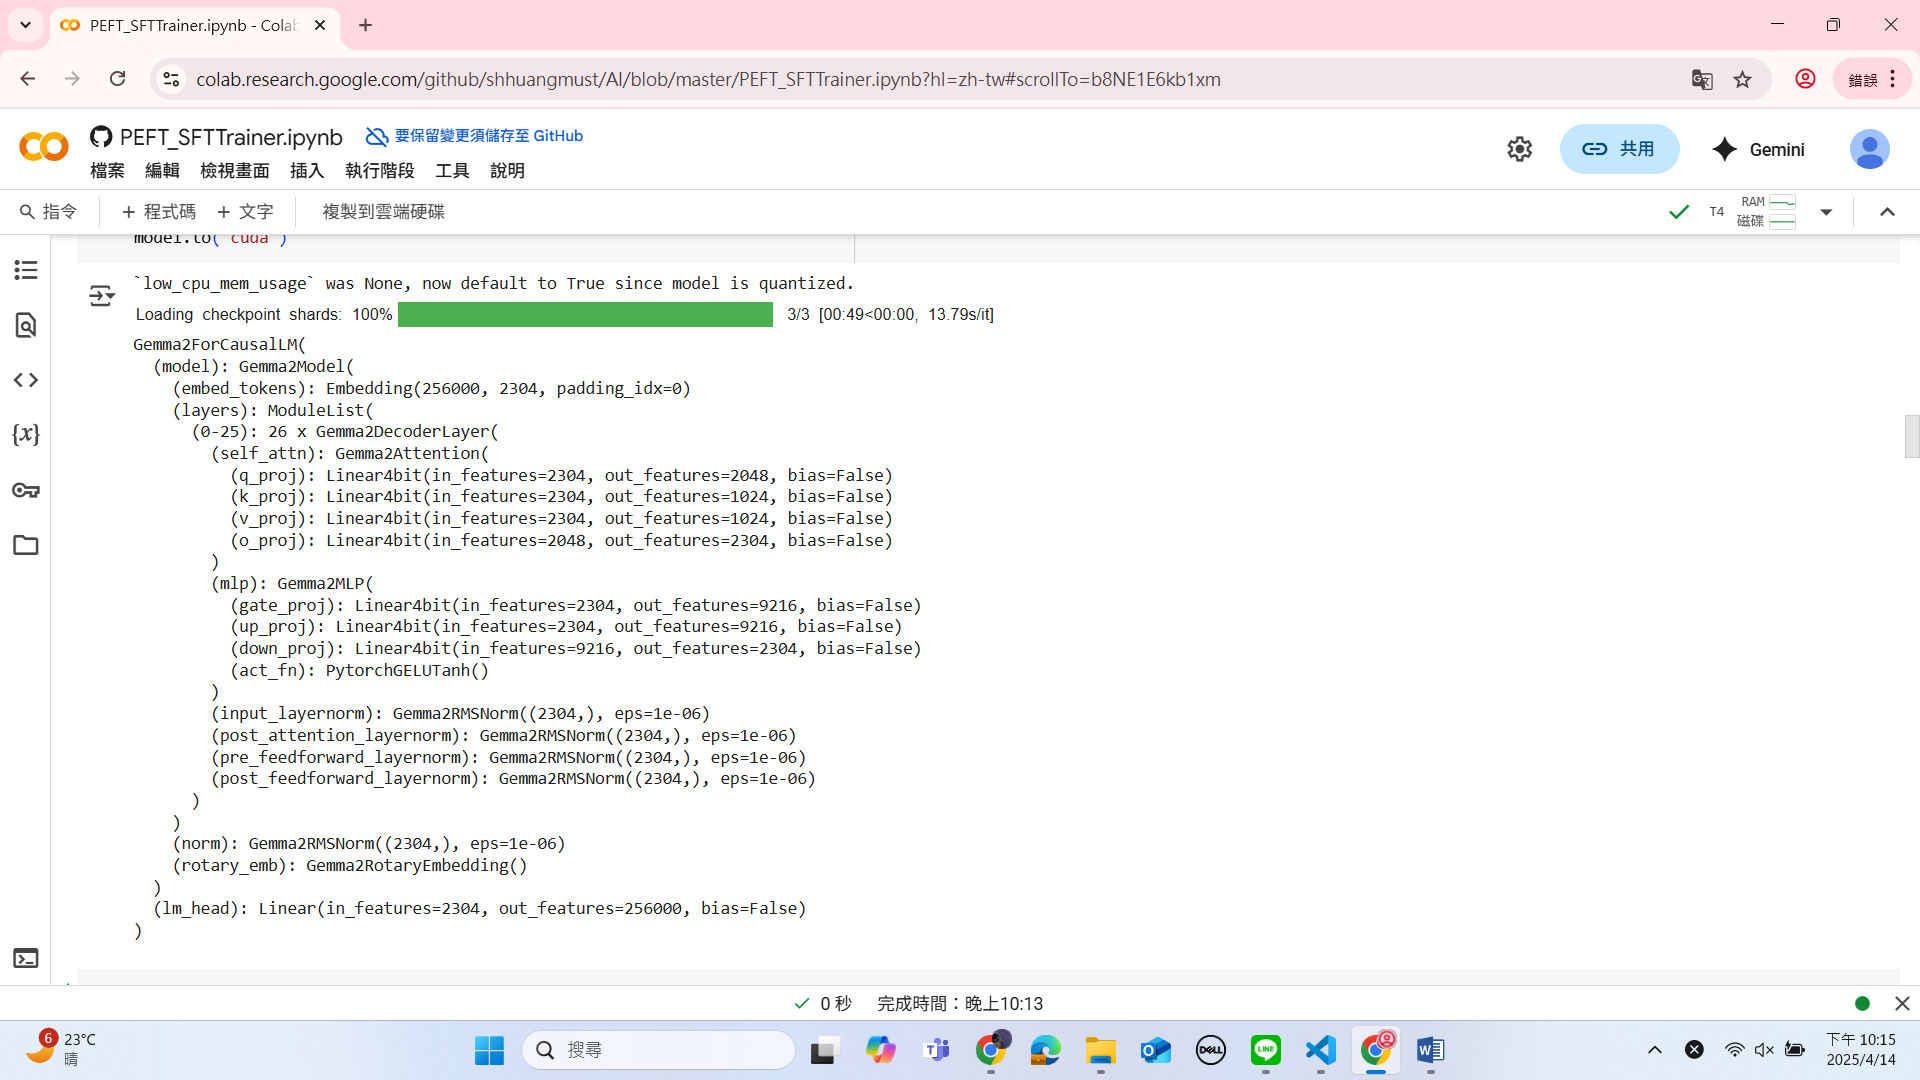 PEFT_SFTTrainer.ipynb - Colab
colab.research.google.com/github/shhuangmust/AI/blob/master/PEFT_SFTTrainer.ipynb?hl=zh-tw#scrollTo=b8NE1E6kb1xm
錯誤
PEFT_SFTTrainer.ipynb
要保留變更須儲存至 GitHub
檔案 編輯 檢視畫面 插入 執行階段 工具 說明
共用
Gemini
指令 + 程式碼 + 文字 複製到雲端硬碟
T4 RAM
磁碟
model.to("cuda")
`low_cpu_mem_usage` was None, now default to True since model is quantized.
Loading checkpoint shards: 100% 3/3 [00:49<00:00, 13.79s/it]
Gemma2ForCausalLM(
(model): Gemma2Model(
(embed_tokens): Embedding(256000, 2304, padding_idx=0)
(layers): ModuleList(
(0-25): 26 x Gemma2DecoderLayer(
(self_attn): Gemma2Attention(
(q_proj): Linear4bit(in_features=2304, out_features=2048, bias=False)
(k_proj): Linear4bit(in_features=2304, out_features=1024, bias=False)
(v_proj): Linear4bit(in_features=2304, out_features=1024, bias=False)
(o_proj): Linear4bit(in_features=2048, out_features=2304, bias=False)
)
(mlp): Gemma2MLP(
(gate_proj): Linear4bit(in_features=2304, out_features=9216, bias=False)
(up_proj): Linear4bit(in_features=2304, out_features=9216, bias=False)
(down_proj): Linear4bit(in_features=9216, out_features=2304, bias=False)
(act_fn): PytorchGELUTanh()
)
(input_layernorm): Gemma2RMSNorm((2304,), eps=1e-06)
(post_attention_layernorm): Gemma2RMSNorm((2304,), eps=1e-06)
(pre_feedforward_layernorm): Gemma2RMSNorm((2304,), eps=1e-06)
(post_feedforward_layernorm): Gemma2RMSNorm((2304,), eps=1e-06)
)
)
(norm): Gemma2RMSNorm((2304,), eps=1e-06)
(rotary_emb): Gemma2RotaryEmbedding()
)
(lm_head): Linear(in_features=2304, out_features=256000, bias=False)
)
0 秒 完成時間：晚上10:13
6
23°C
晴
搜尋
DELL
LINE
下午 10:15
2025/4/14